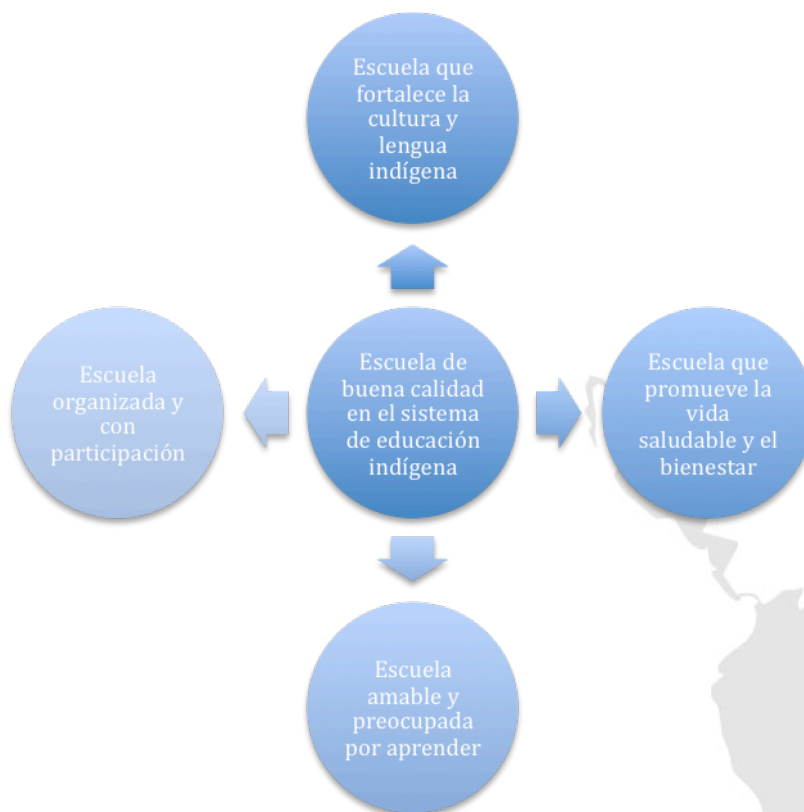 Escuela que
fortalece la
cultura y
lengua
indígena
Escuela
organizada y
con
participación
Escuela de
buena calidad
en el sistema
de educación
indígena
Escuela que
promueve la
vida
saludable y el
bienestar
Escuela
amable y
preocupada
por aprender